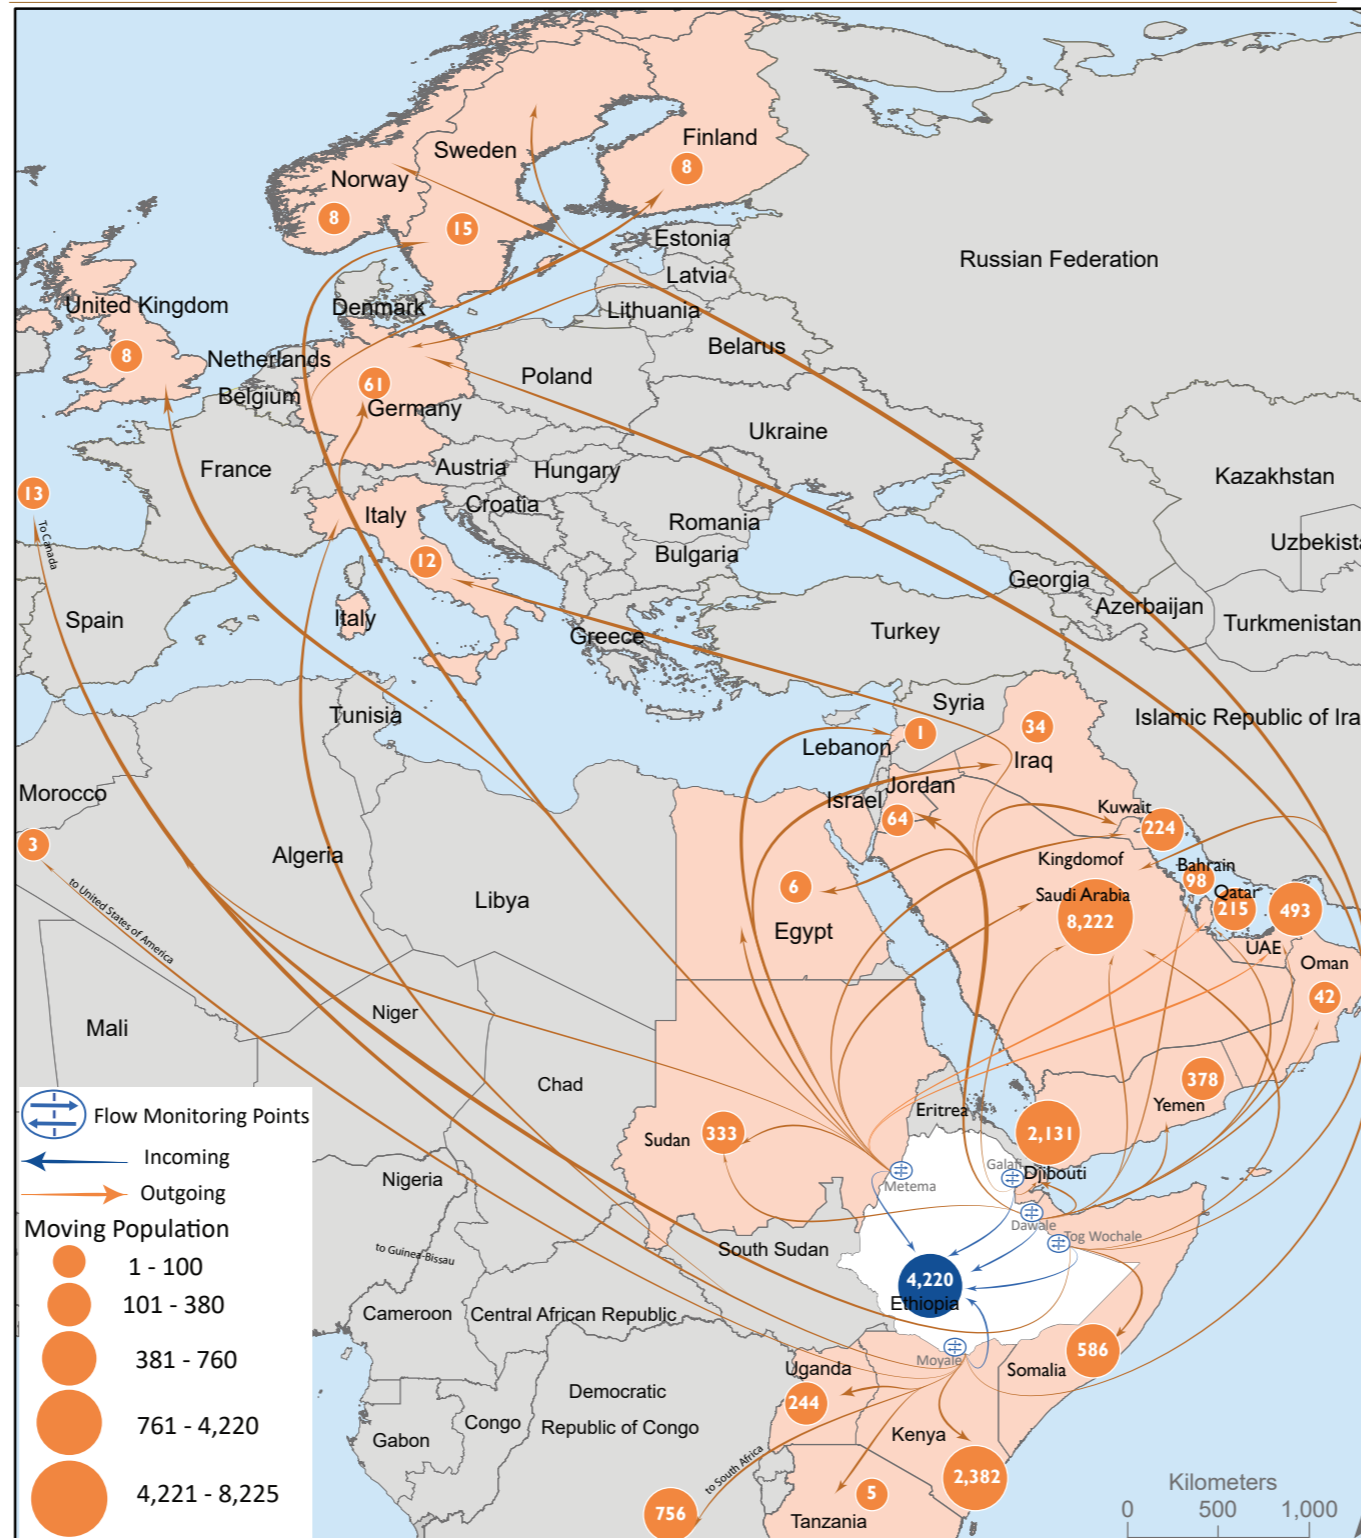 Finland
8
Sweden
Norway
8
15
Estonia
Latvia
Russian Federation
United Kingdom
Denmark
Lithuania
8
Netherlands
Belarus
Belgium
61
Germany
Poland
Ukraine
France
Austria
Hungary
Kazakhstan
13
To Canada
Italy
Croatia
Romania
Bulgaria
Uzbekista
12
Georgia
Azerbaijan
Spain
Italy
Greece
Turkey
Turkmenistan
Tunisia
Syria
Islamic Republic of Ira
1
34
Lebanon
Iraq
Morocco
Israel
Jordan
Kuwait
64
224
3
to United States of America
Algeria
Kingdomof
Saudi Arabia
8,222
Bahrain
98
Qatar
215
493
6
Egypt
Libya
UAE
Oman
42
Mali
Niger
Chad
378
Yemen
Eritrea
2,131
Sudan
333
Galafi
Djibouti
Metema
Dawale
Tog Wochale
Nigeria
South Sudan
to Guinea-Bissau
4,220
Ethiopia
Cameroon
Central African Republic
Moyale
Somalia
586
Uganda
244
Democratic
Republic of Congo
Congo
Gabon
Kenya
2,382
to South Africa
756
5
Tanzania
Flow Monitoring Points
Incoming
Outgoing
Moving Population
1 - 100
101 - 380
381 - 760
761 - 4,220
4,221 - 8,225
Kilometers
0 500 1,000